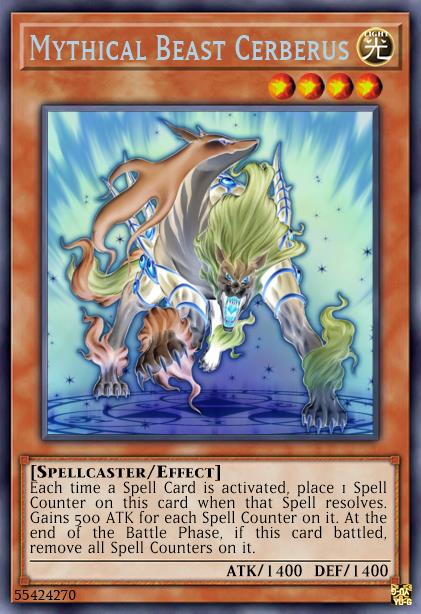 Mythical Beast Cerberus
LIGHT
光
[Spellcaster/Effect]
Each time a Spell Card is activated, place 1 Spell
Counter on this card when that Spell resolves.
Gains 500 ATK for each Spell Counter on it. At the
end of the Battle Phase, if this card battled,
remove all Spell Counters on it.
ATK/1400 DEF/1400
55424270